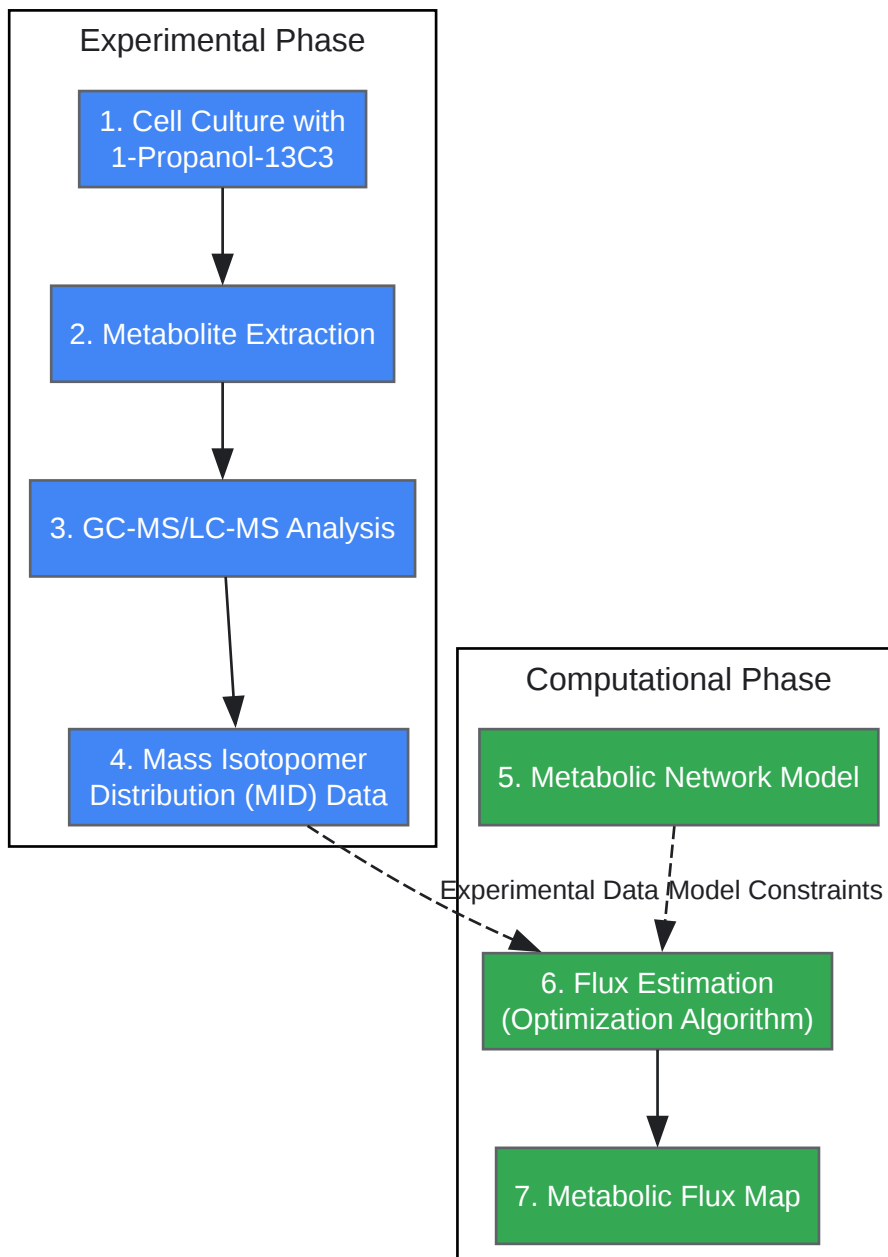 Experimental Phase
1. Cell Culture with
1-Propanol-13C3
2. Metabolite Extraction
3. GC-MS/LC-MS Analysis
4. Mass Isotopomer
Distribution (MID) Data
Computational Phase
5. Metabolic Network Model
Experimental Data
Model Constraints
6. Flux Estimation
(Optimization Algorithm)
7. Metabolic Flux Map